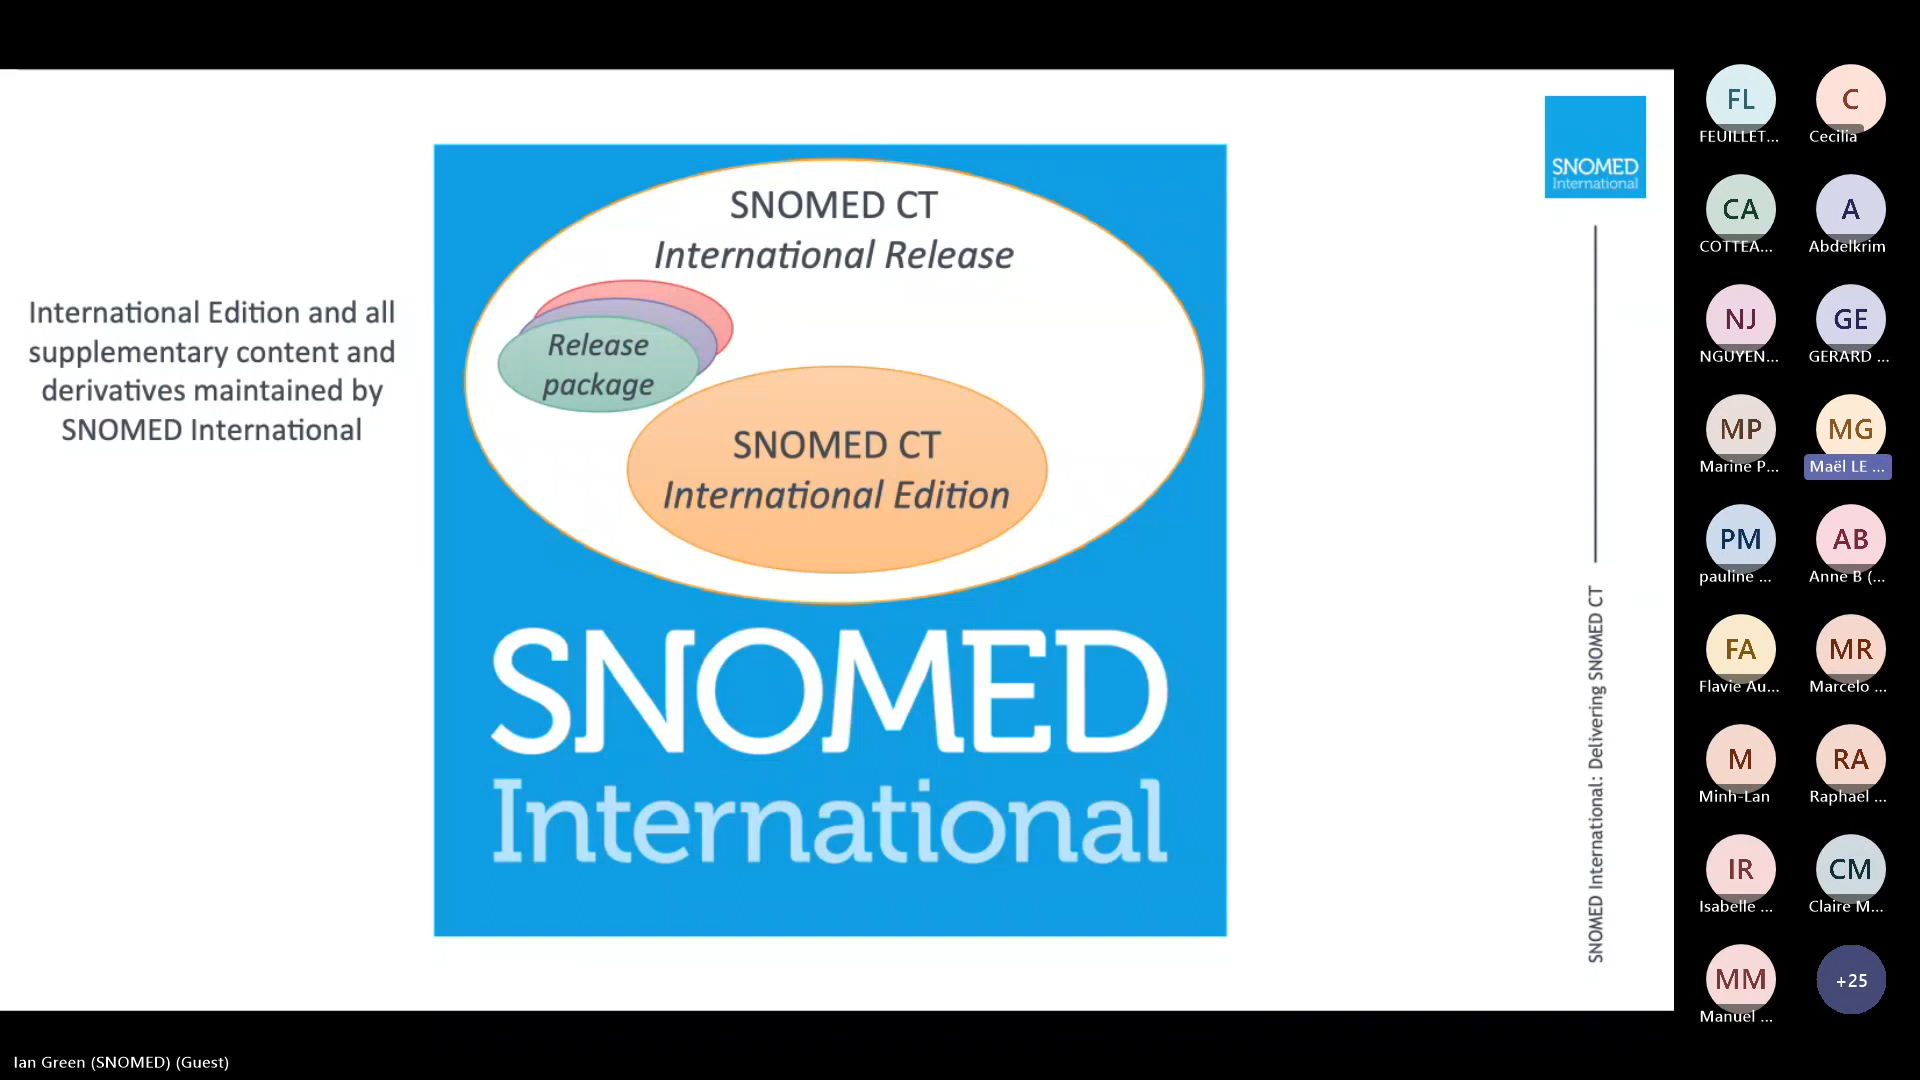 International Edition and all
supplementary content and
derivatives maintained by
SNOMED International
SNOMED CT
International Release
Release
package
SNOMED CT
International Edition
SNOMED
International
SNOMED
International
SNOMED International: Delivering SNOMED CT
FL
FEUILLET...
C
Cecilia
CA
COTTEA...
A
Abdelkrim
NJ
NGUYEN...
GE
GERARD ...
MP
Marine P...
MG
Maël LE ...
PM
pauline ...
AB
Anne B (...
FA
Flavie Au...
MR
Marcelo ...
M
Minh-Lan
RA
Raphael ...
IR
Isabelle ...
CM
Claire M...
MM
Manuel ...
+25
Ian Green (SNOMED) (Guest)